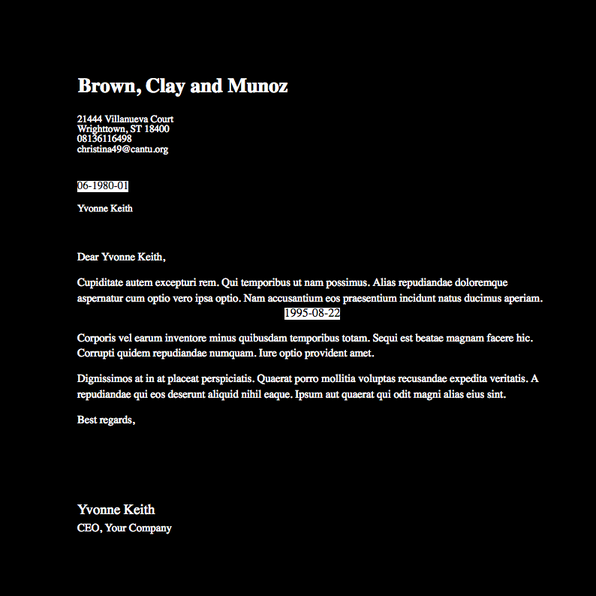 Brown, Clay and Munoz
21444 Villanueva Court
Wrighttown, ST 18400
08136116498
christina49@cantu.org
06-1980-01
Yvonne Keith
Dear Yvonne Keith,
Cupiditate autem excepturi rem. Qui temporibus ut nam possimus. Alias repudiandae doloremque
aspernatur cum optio vero ipsa optio. Nam accusantium eos praesentium incidunt natus ducimus aperiam.
1995-08-22
Corporis vel earum inventore minus quibusdam temporibus totam. Sequi est beatae magnam facere hic.
Corrupti quidem repudiandae numquam. Iure optio provident amet.
Dignissimos at in at placeat perspiciatis. Quaerat porro mollitia voluptas recusandae expedita veritatis. A
repudiandae qui eos deserunt aliquid nihil eaque. Ipsum aut quaerat qui odit magni alias eius sint.
Best regards,
Yvonne Keith
CEO, Your Company